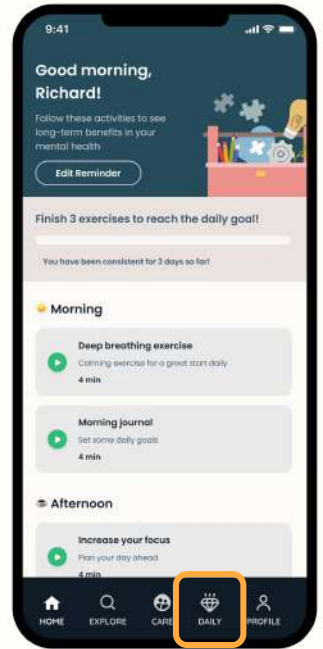 9:41
Good morning,
Richard!
Follow these activities to see
long-term benefits in your
mental health
Edit Reminder
Finish 3 exercises to reach the daily goal!
You have been consistent for 3 days so far!
Morning
Deep breathing exercise
Calming exercise for a great start daily
4 min
Morning journal
Set some daily goals
4 min
Afternoon
Increase your focus
Plan your day ahead
4 min
HOME EXPLORE CARE DAILY PROFILE